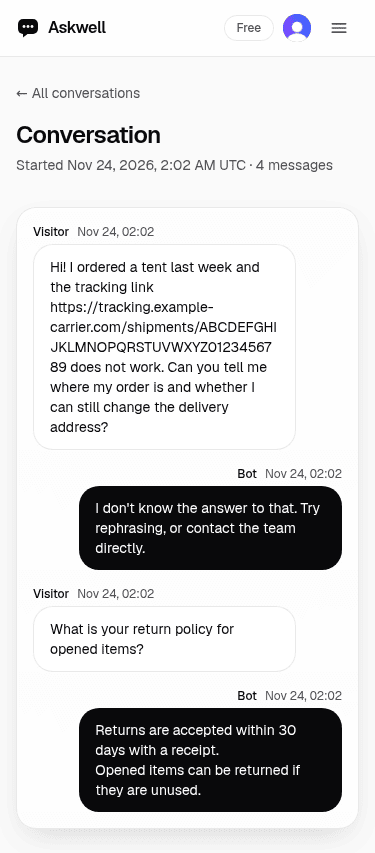 Askwell
Free
← All conversations
Conversation
Started Nov 24, 2026, 2:02 AM UTC · 4 messages
Visitor Nov 24, 02:02
Hi! I ordered a tent last week and
the tracking link
https://tracking.example-
carrier.com/shipments/ABCDEFGHI
JKLMNOPQRSTUVWXYZ01234567
89 does not work. Can you tell me
where my order is and whether I
can still change the delivery
address?
Bot Nov 24, 02:02
I don't know the answer to that. Try
rephrasing, or contact the team
directly.
Visitor Nov 24, 02:02
What is your return policy for
opened items?
Bot Nov 24, 02:02
Returns are accepted within 30
days with a receipt.
Opened items can be returned if
they are unused.